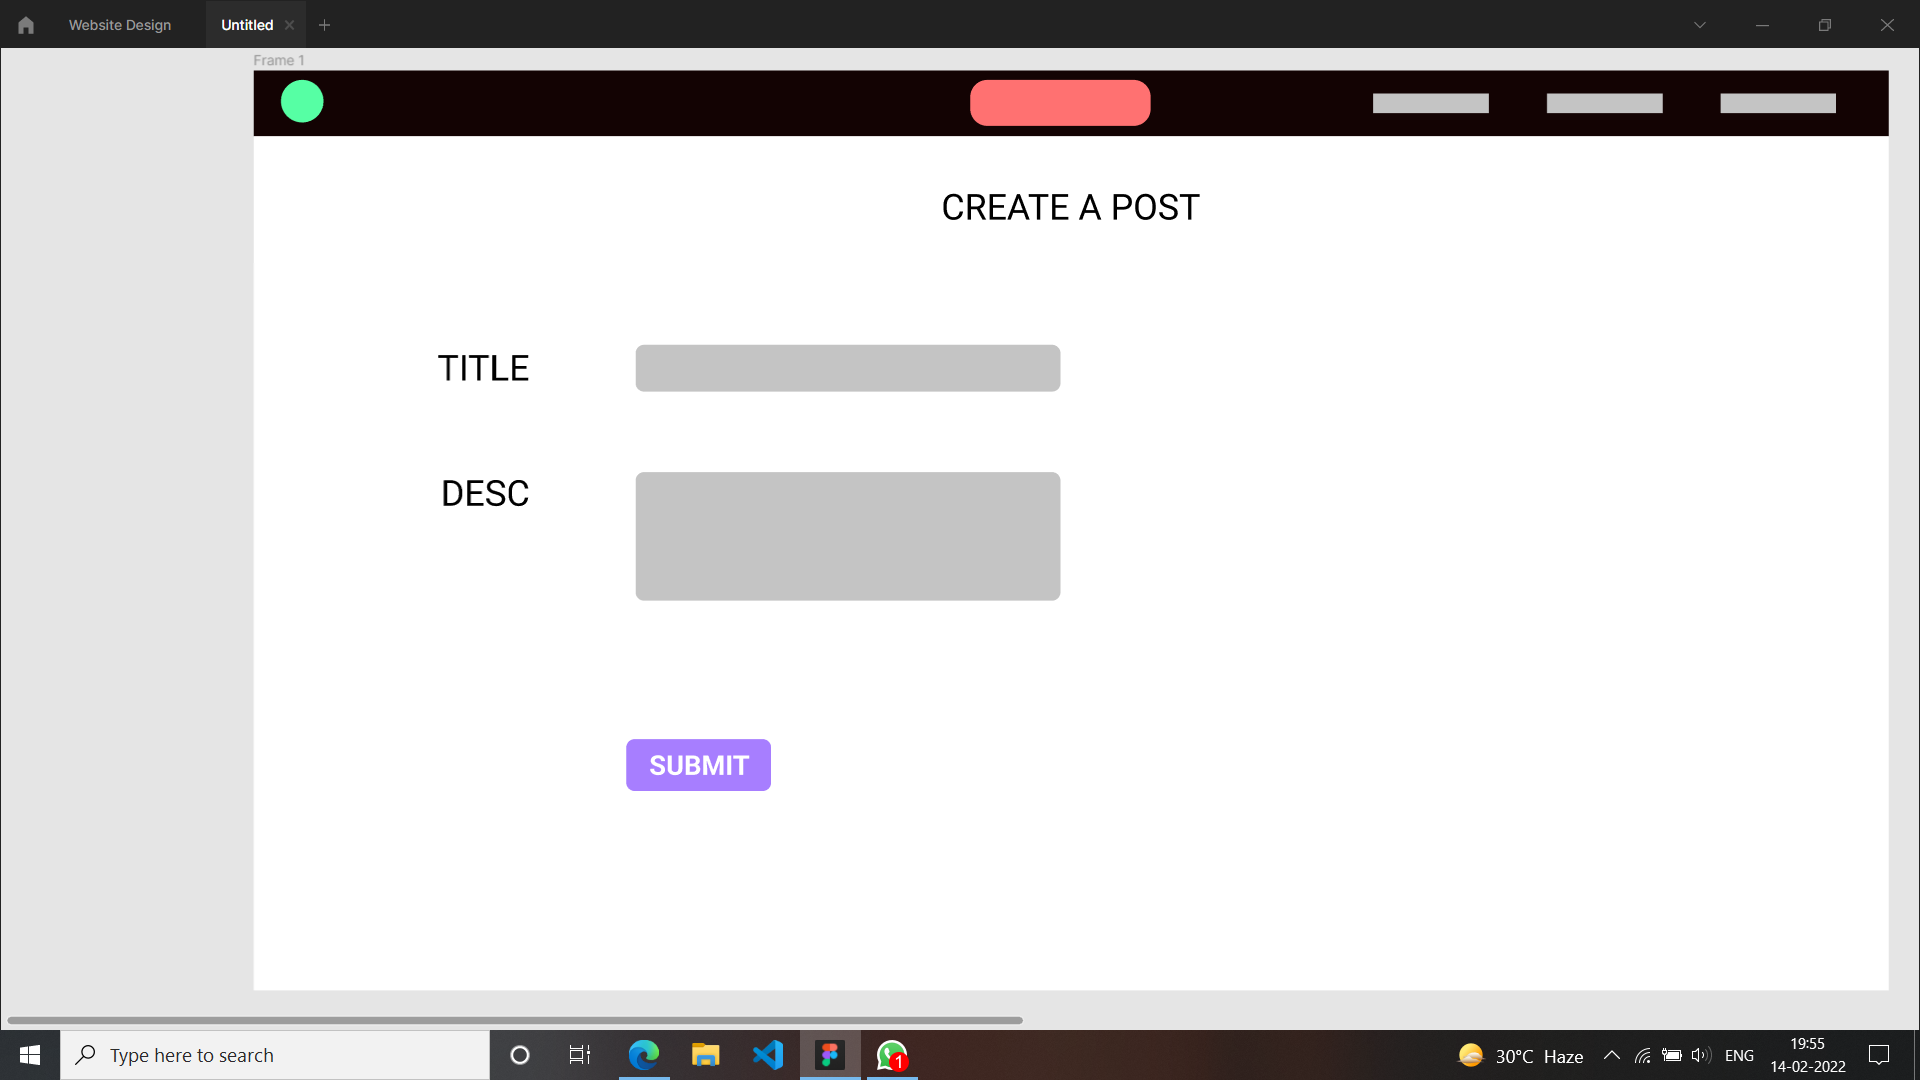 Website Design
Untitled
Frame 1
CREATE A POST
TITLE
DESC
SUBMIT
Type here to search
1
30°C Haze
ENG
19:55
14-02-2022